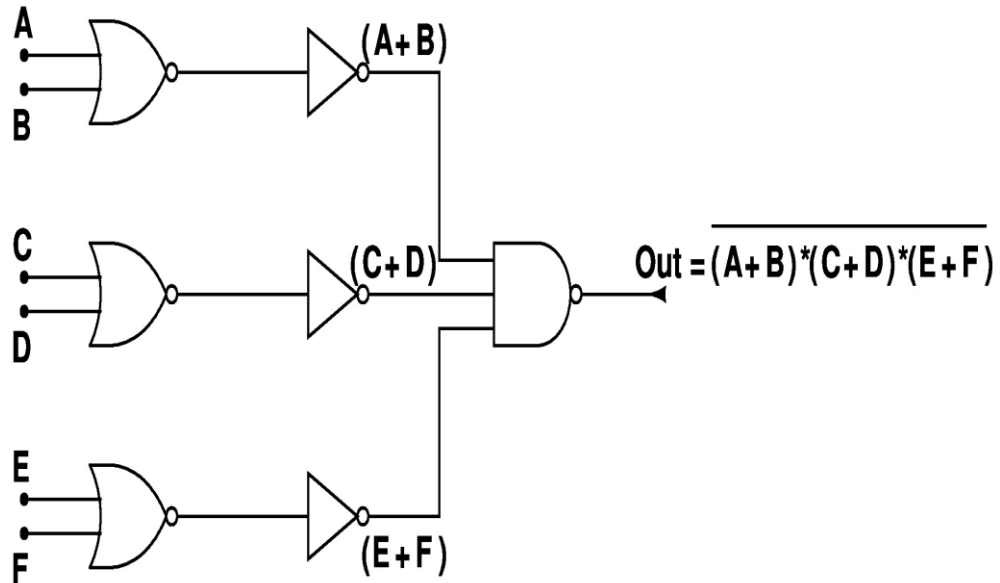 A
(A+B)
B
C
(C+D)
Out = (A+B)*(C+D)*(E+F)
D
E
(E+F)
F